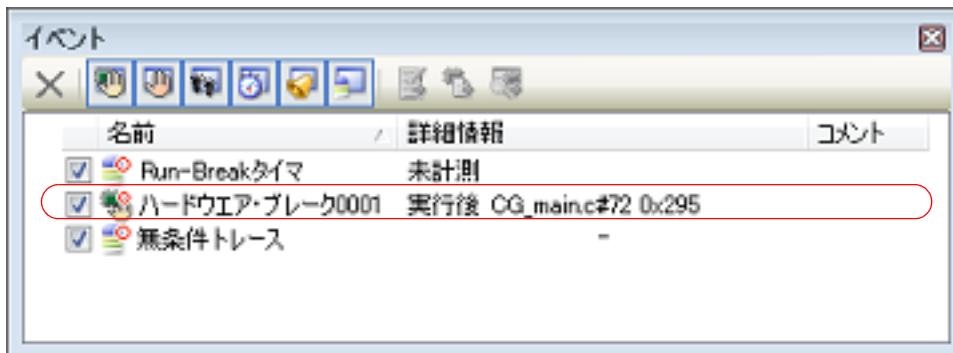 イベント
名前 詳細情報 コメント
Run-Breakタイマ 未計測
ハードウエア・ブレーク0001 実行後 CG_main.c#72 0x295
無条件トレース -